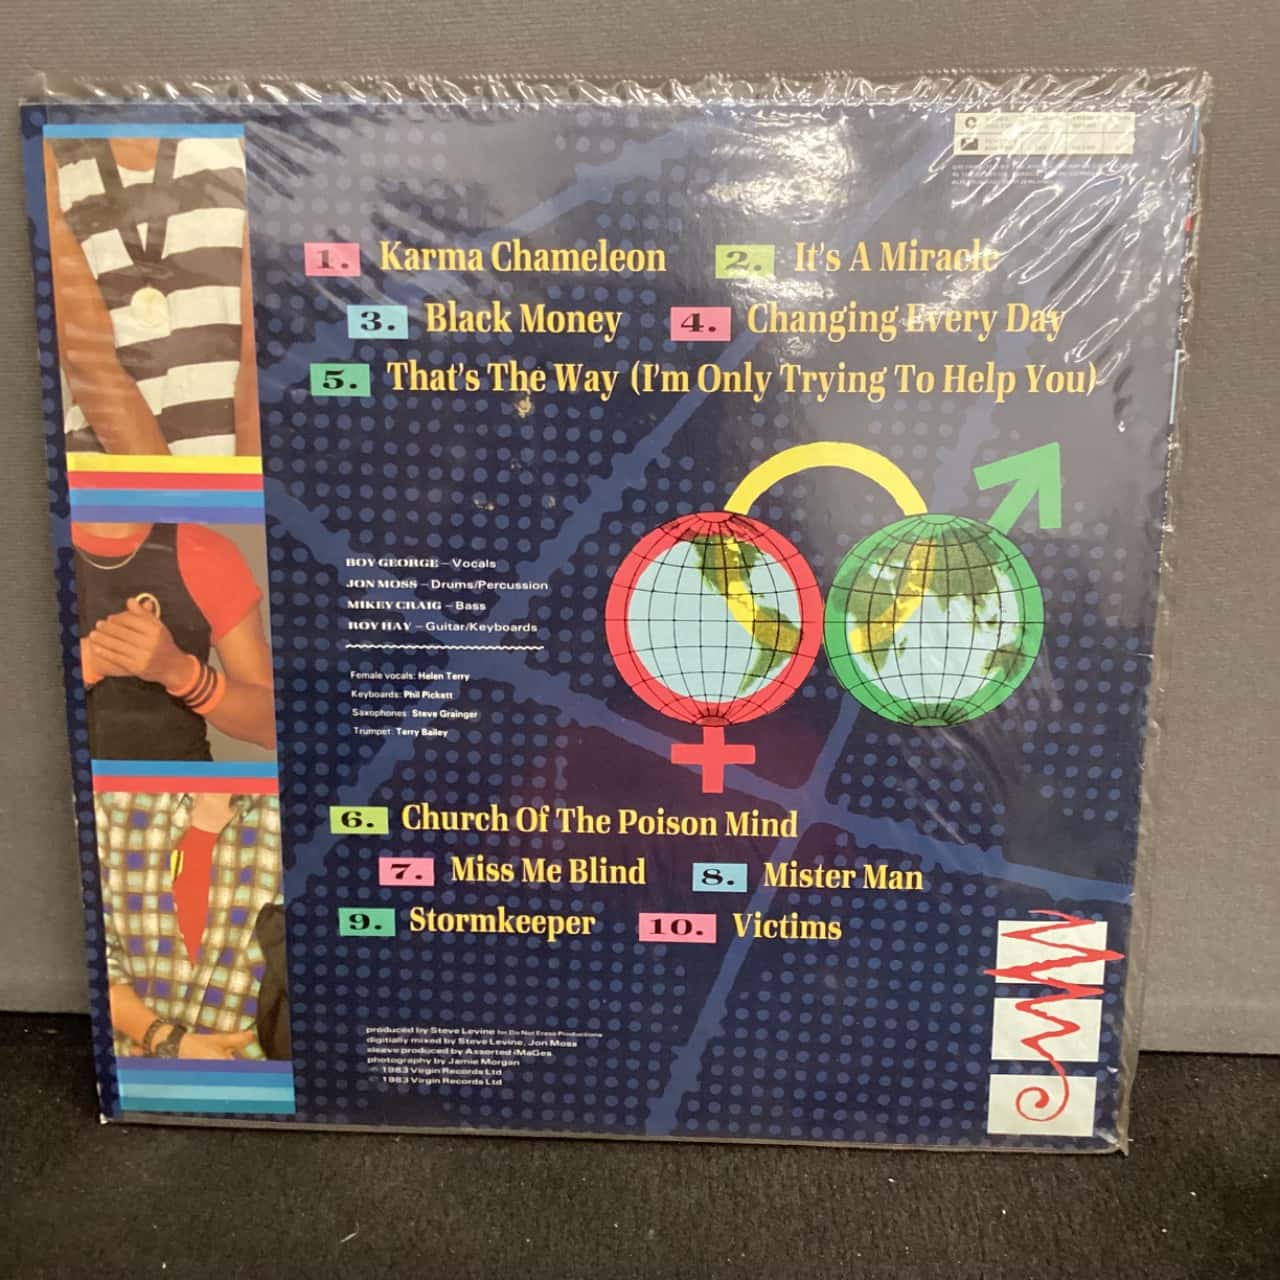 1. Karma Chameleon 2. It's A Miracle
3. Black Money 4. Changing Every Day
5. That's The Way (I'm Only Trying To Help You)
BOY GEORGE – Vocals
JON MOSS – Drums/Percussion
MIKEY CRAIG – Bass
ROY HAY – Guitar/Keyboards
Female vocals: Helen Terry
Keyboards: Phil Pickett
Saxophones: Steve Grainger
Trumpet: Terry Bailey
6. Church Of The Poison Mind
7. Miss Me Blind 8. Mister Man
9. Stormkeeper 10. Victims
produced by Steve Levine for Do Not Erase Productions
digitially mixed by Steve Levine, Jon Moss
sleeve produced by Assorted iMaGes
photography by Jamie Morgan
℗ 1983 Virgin Records Ltd
© 1983 Virgin Records Ltd